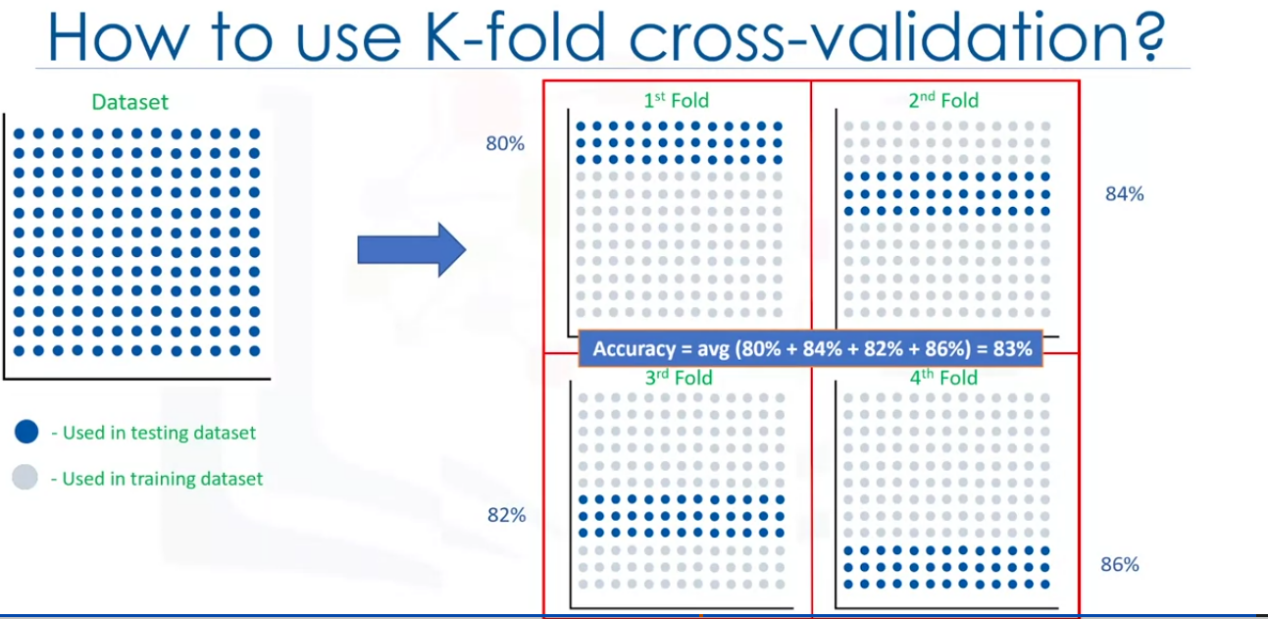 How to use K-fold cross-validation?
Dataset
1st Fold
2nd Fold
80%
84%
Accuracy = avg (80% + 84% + 82% + 86%) = 83%
3rd Fold
4th Fold
- Used in testing dataset
- Used in training dataset
82%
86%